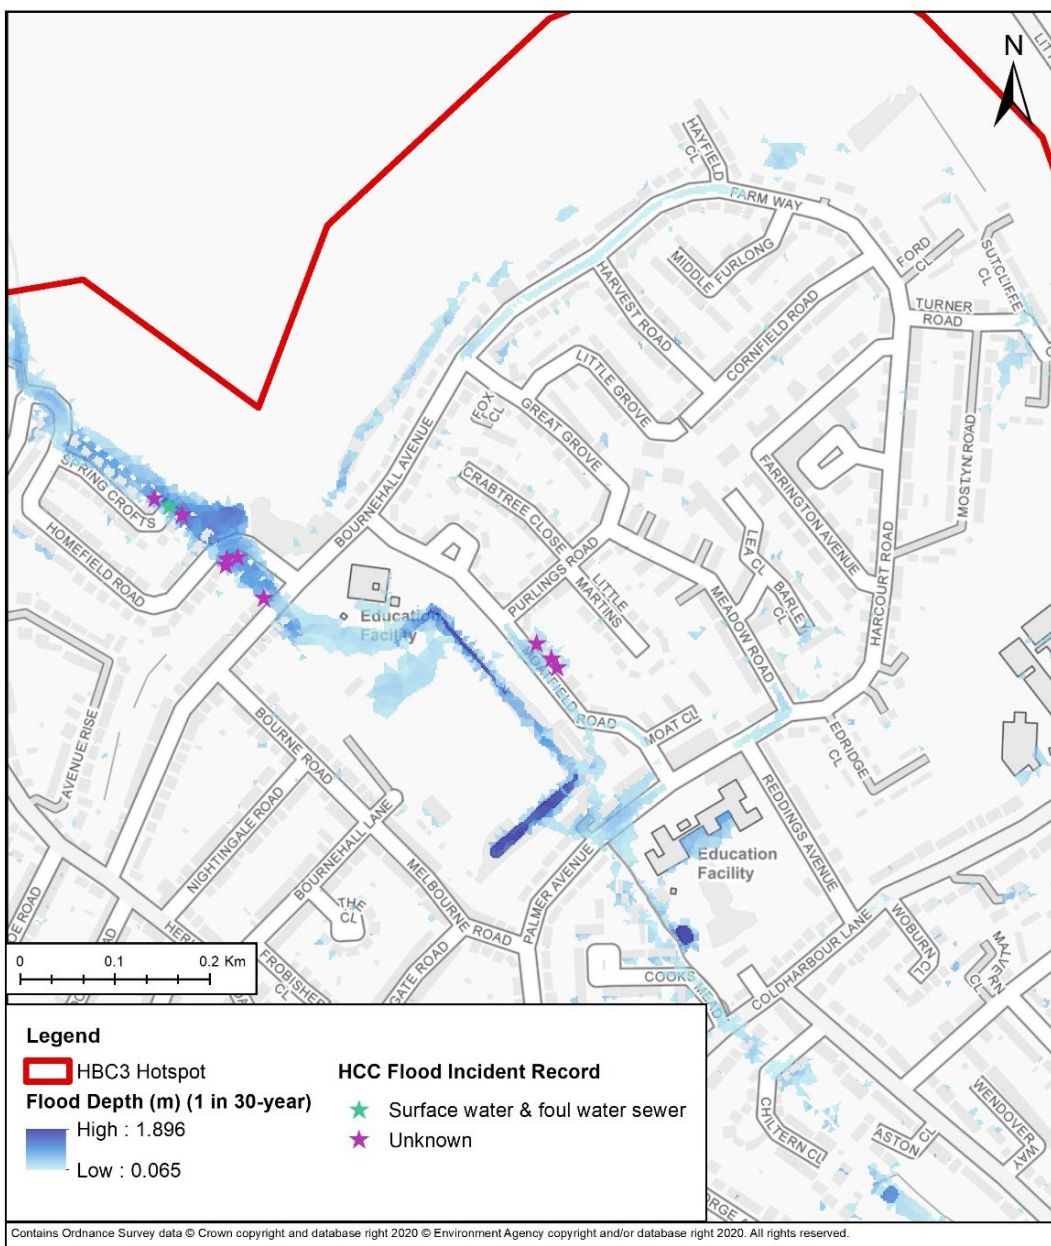 N
HAYFIELD
CL
FARM WAY
MIDDLE
FURLONG
FORD
CL
SUTCLIFFE
CL
TURNER
ROAD
HARVEST ROAD
CORNFIELD ROAD
LITTLE GROVE
FOX
CL
GREAT GROVE
MOSTYN ROAD
FARRINGTON AVENUE
BOURNEHALL AVENUE
CRABTREE CLOSE
SPRING CROFTS
HOMEFIELD ROAD
LEA CL
BARLEY
CL
HARCOURT ROAD
PURLINGS ROAD
LITTLE
MARTINS
MEADOW ROAD
Education
Facility
MOATFIELD ROAD
MOAT CL
EDRIDGE
CL
AVENUE RISE
BOURNE ROAD
REDDINGS AVENUE
NIGHTINGALE ROAD
BOURNEHALL LANE
Education
Facility
MELBOURNE ROAD
PALMER AVENUE
THE
CL
WOBURN
CL
MALVERN
COLDHARBOUR LANE
DE ROAD
AD
HER
FROBISHER
CL
GATE ROAD
COOKS MEAD
0 0.1 0.2 Km
WENDOVER
WAY
CHILTERN CL
ASTON
CL
Legend
HBC3 Hotspot
Flood Depth (m) (1 in 30-year)
High : 1.896
Low : 0.065
HCC Flood Incident Record
Surface water & foul water sewer
Unknown
Contains Ordnance Survey data © Crown copyright and database right 2020 © Environment Agency copyright and/or database right 2020. All rights reserved.